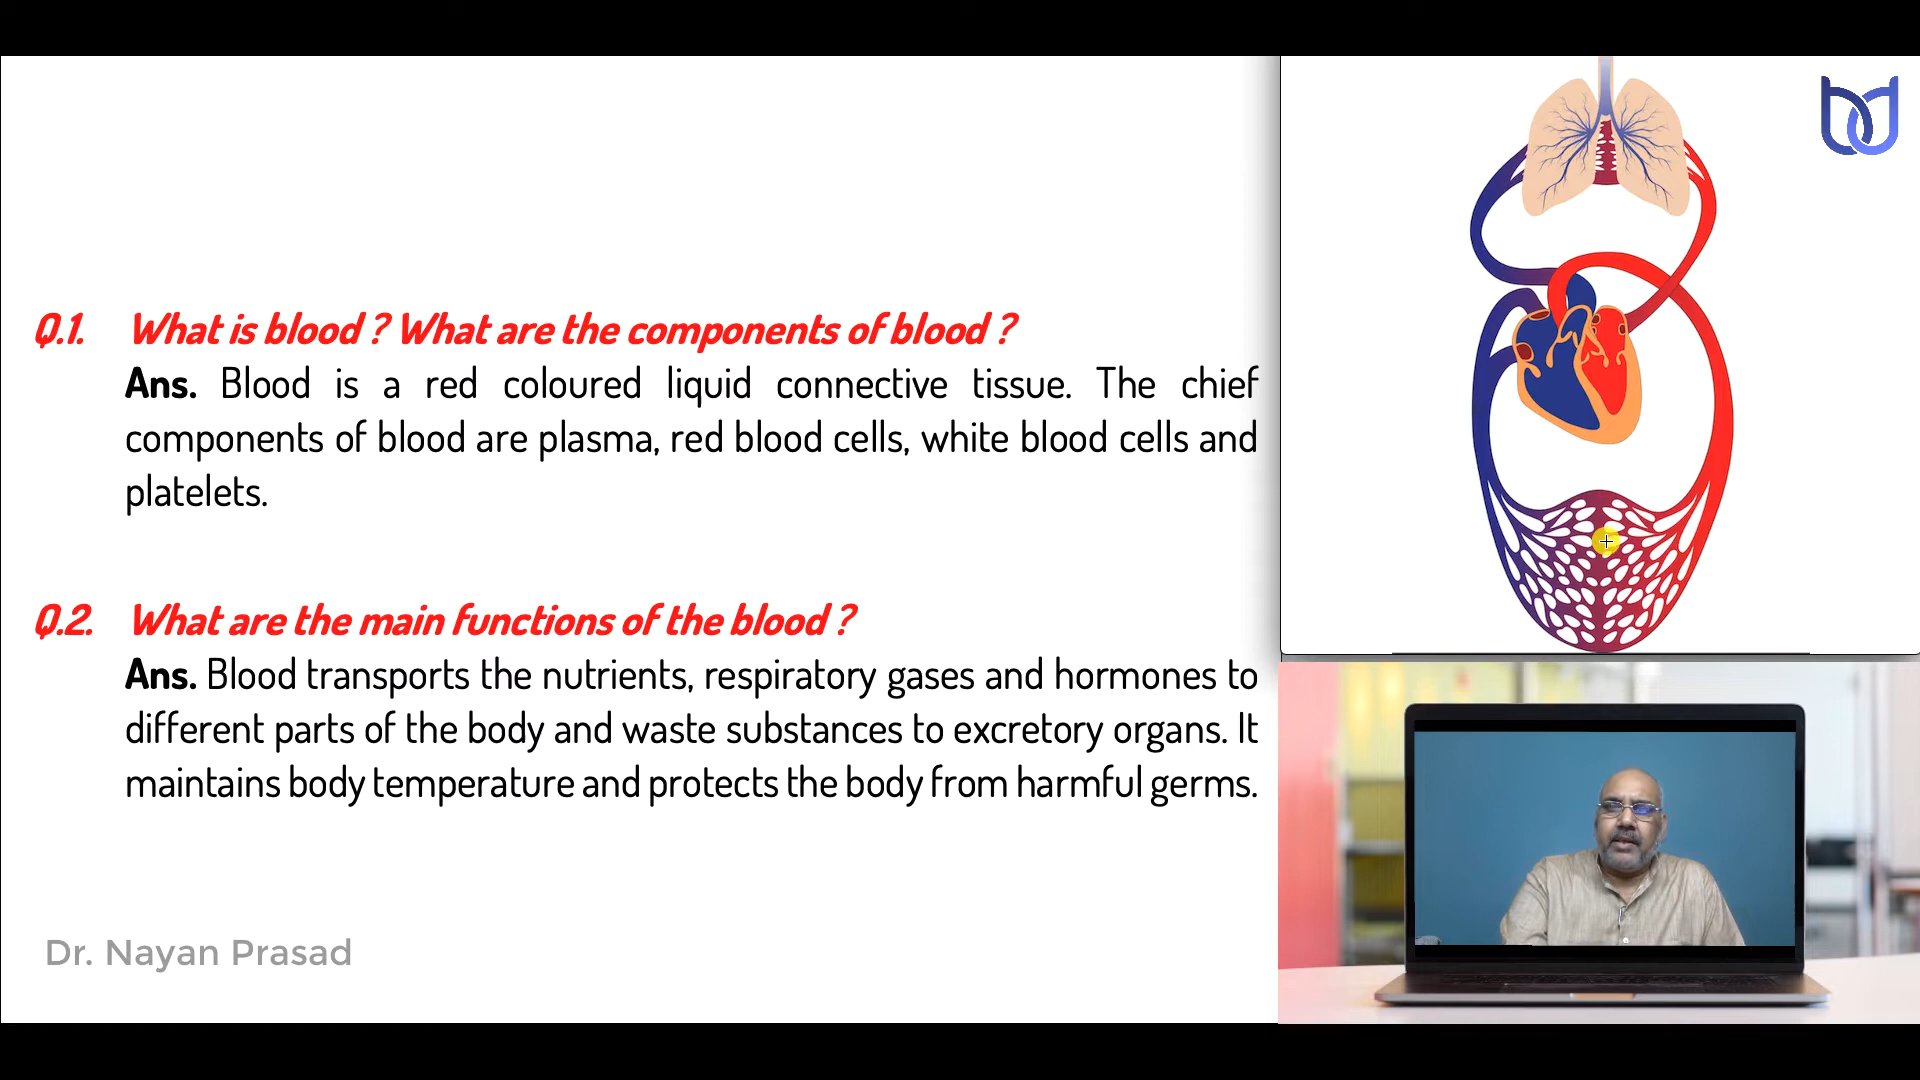 Q.1. What is blood ? What are the components of blood ?
Ans. Blood is a red coloured liquid connective tissue. The chief
components of blood are plasma, red blood cells, white blood cells and
platelets.
Q.2. What are the main functions of the blood ?
Ans. Blood transports the nutrients, respiratory gases and hormones to
different parts of the body and waste substances to excretory organs. It
maintains body temperature and protects the body from harmful germs.
Dr. Nayan Prasad